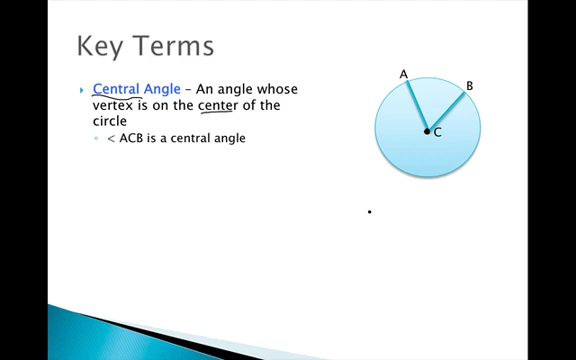 Key Terms
Central Angle – An angle whose
vertex is on the center of the
circle
< ACB is a central angle
A
B
C